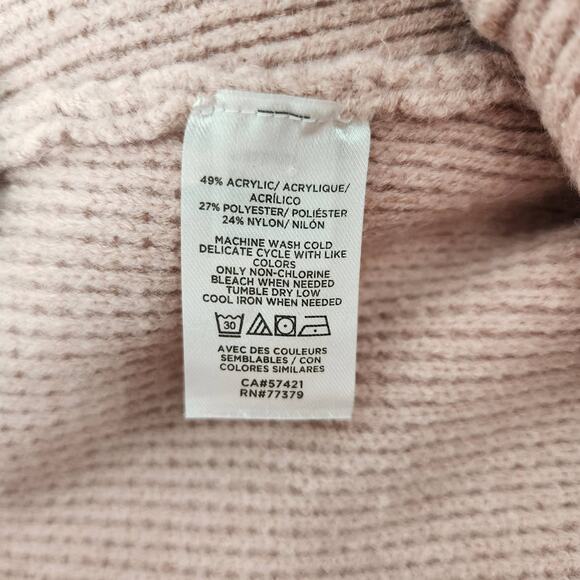 49% ACRYLIC/ ACRYLIQUE/
ACRÍLICO
27% POLYESTER/ POLIÉSTER
24% NYLON/ NILÓN
MACHINE WASH COLD
DELICATE CYCLE WITH LIKE
COLORS
ONLY NON-CHLORINE
BLEACH WHEN NEEDED
TUMBLE DRY LOW
COOL IRON WHEN NEEDED
30
AVEC DES COULEURS
SEMBLABLES / CON
COLORES SIMILARES
CA#57421
RN#77379